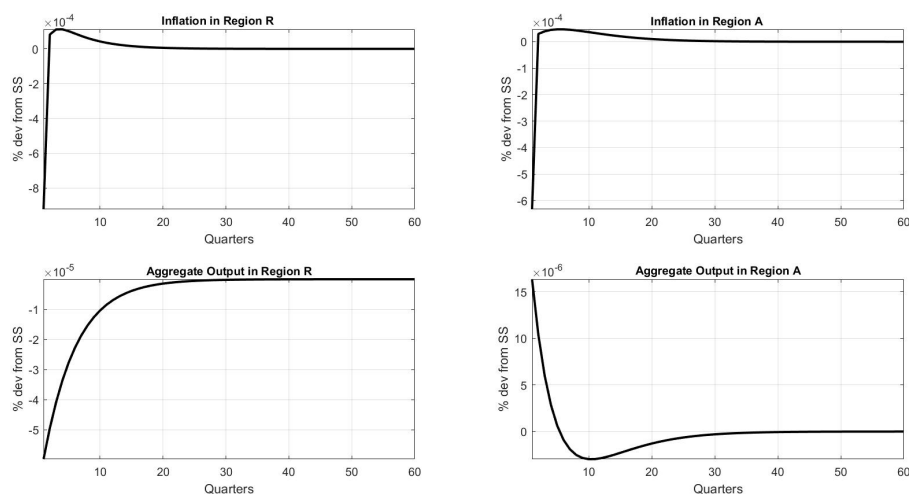 Inflation in Region R
×10-4
0
-2
-4
-6
-8
% dev from SS
10 20 30 40 50 60
Quarters
Inflation in Region A
×10-4
0
-1
-2
-3
-4
-5
-6
% dev from SS
10 20 30 40 50 60
Quarters
Aggregate Output in Region R
×10-5
-1
-2
-3
-4
-5
% dev from SS
10 20 30 40 50 60
Quarters
Aggregate Output in Region A
×10-6
15
10
5
0
% dev from SS
10 20 30 40 50 60
Quarters